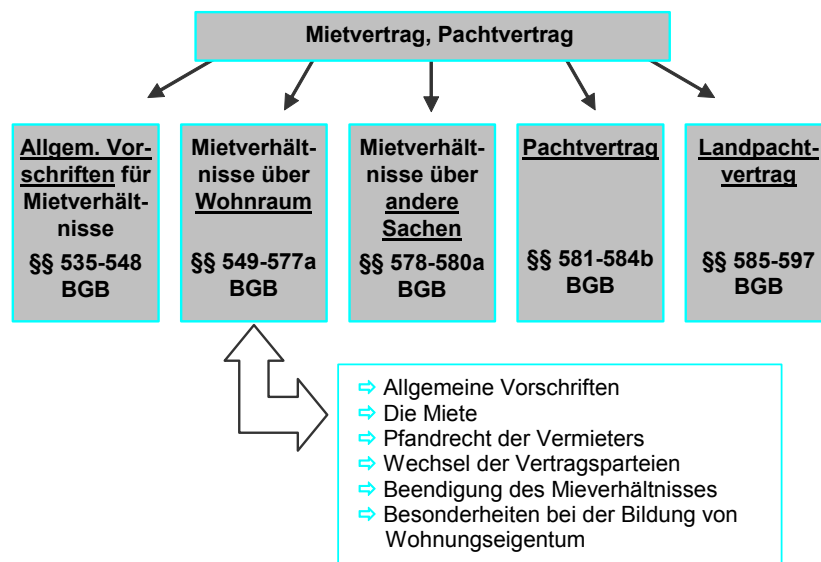 Mietvertrag, Pachtvertrag
Allgem. Vor-
schriften für
Mietverhält-
nisse
§§ 535-548
BGB
Mietverhält-
nisse über
Wohnraum
§§ 549-577a
BGB
Mietverhält-
nisse über
andere
Sachen
§§ 578-580a
BGB
Pachtvertrag
§§ 581-584b
BGB
Landpacht-
vertrag
§§ 585-597
BGB
⇨ Allgemeine Vorschriften
⇨ Die Miete
⇨ Pfandrecht der Vermieters
⇨ Wechsel der Vertragsparteien
⇨ Beendigung des Mieverhältnisses
⇨ Besonderheiten bei der Bildung von
Wohnungseigentum